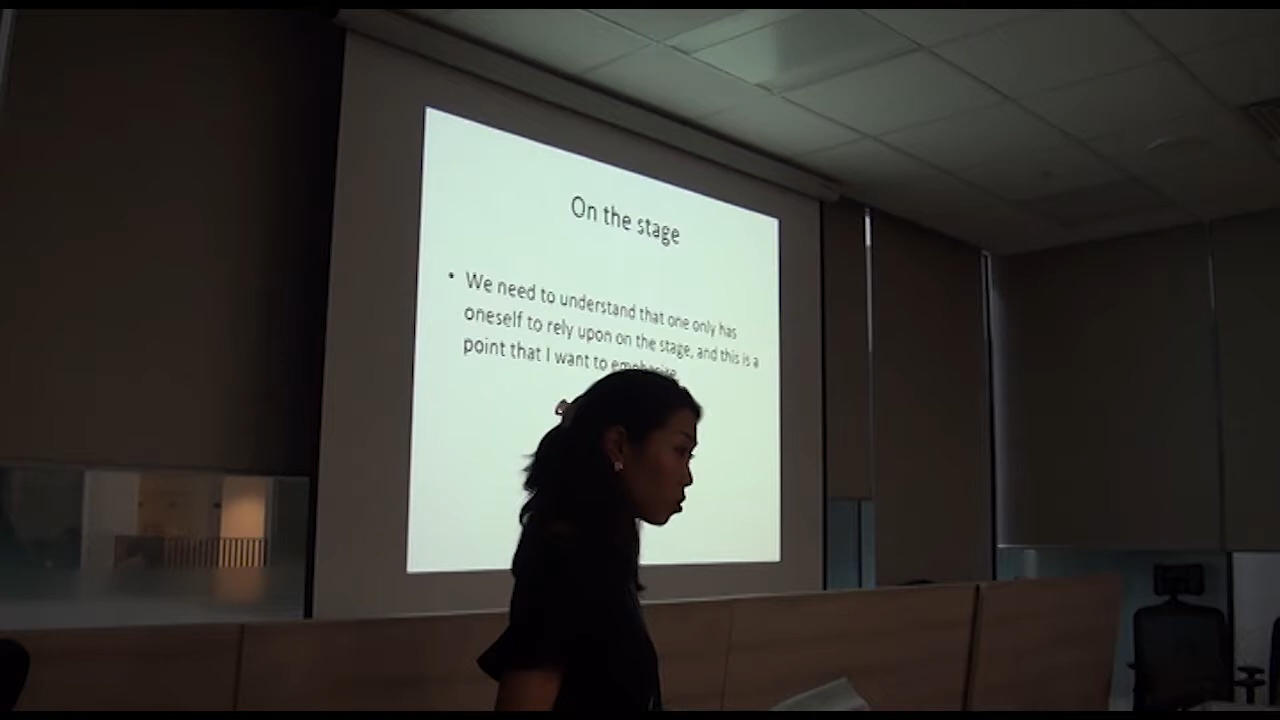 On the stage
• We need to understand that one only has
oneself to rely upon on the stage, and this is a
point that I want to emphasize